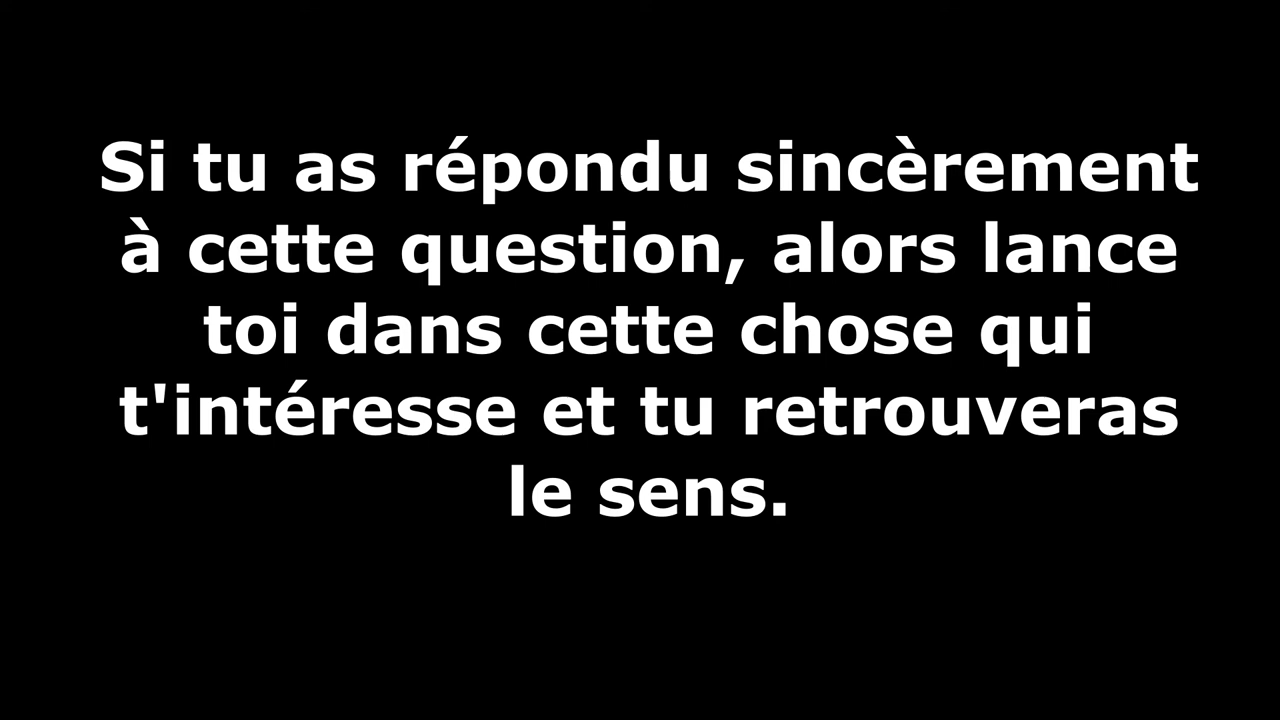 Si tu as répondu sincèrement
à cette question, alors lance
toi dans cette chose qui
t'intéresse et tu retrouveras
le sens.